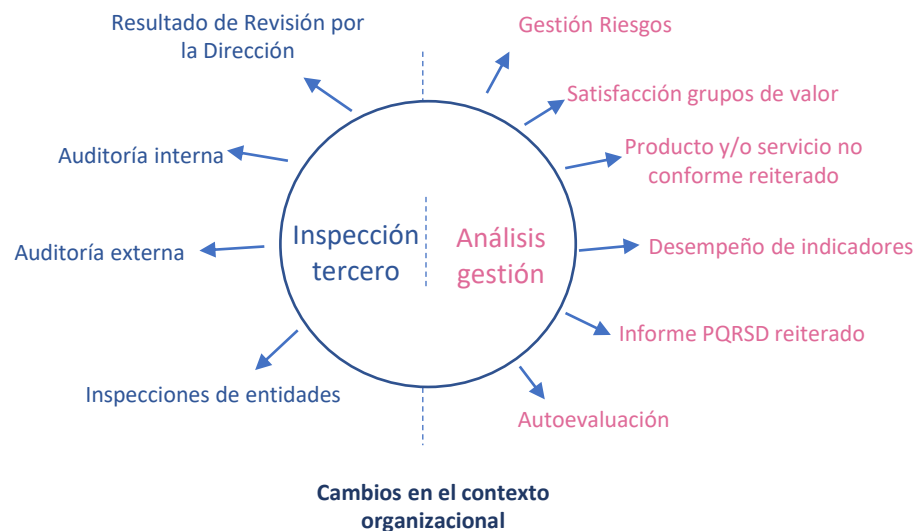 Resultado de Revisión por
la Dirección
Auditoría interna
Auditoría externa
Inspecciones de entidades
Inspección
tercero
Análisis
gestión
Gestión Riesgos
Satisfacción grupos de valor
Producto y/o servicio no
conforme reiterado
Desempeño de indicadores
Informe PQRSD reiterado
Autoevaluación
Cambios en el contexto
organizacional